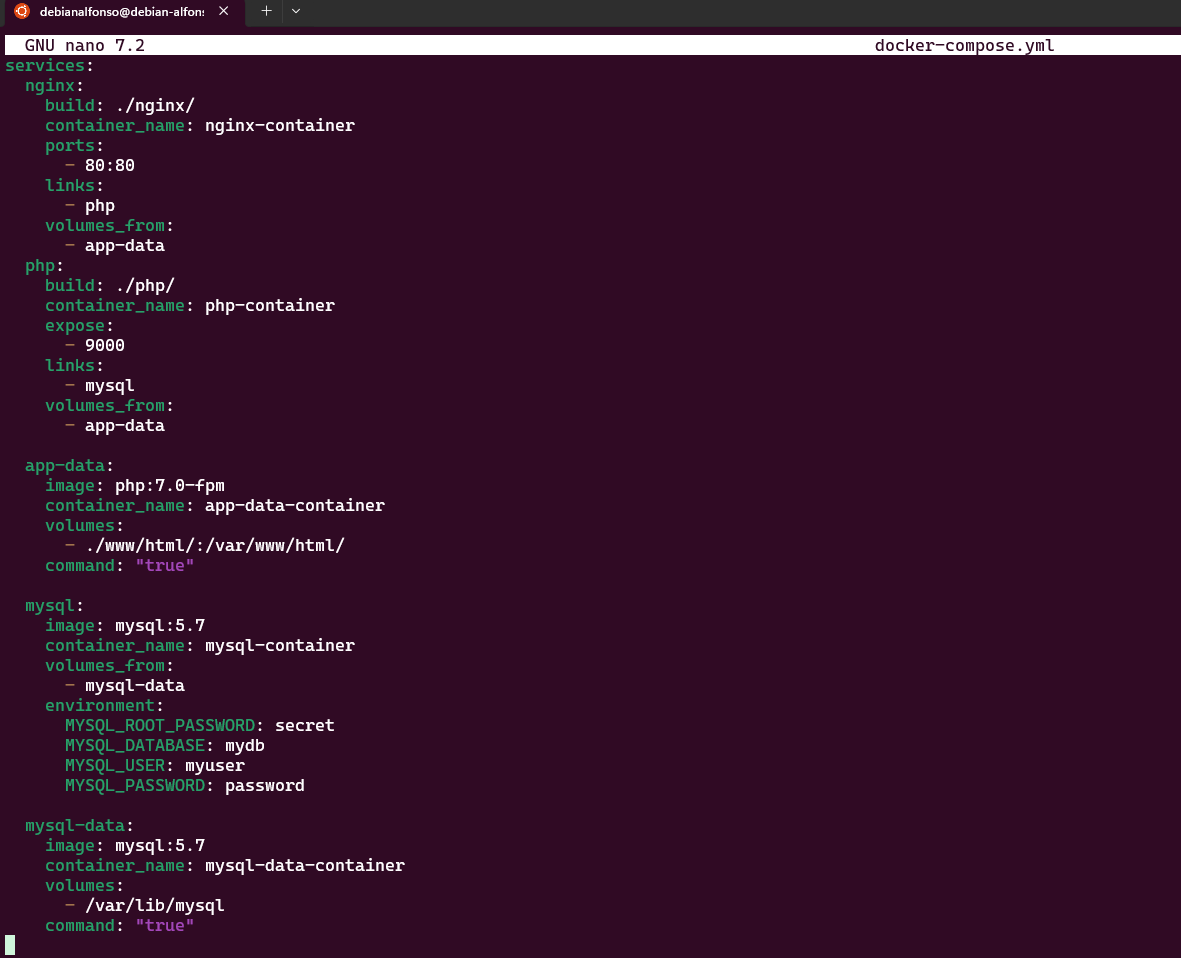 debianalfonso@debian-alfons
GNU nano 7.2 docker-compose.yml
services:
  nginx:
    build: ./nginx/
    container_name: nginx-container
    ports:
      - 80:80
    links:
      - php
    volumes_from:
      - app-data
  php:
    build: ./php/
    container_name: php-container
    expose:
      - 9000
    links:
      - mysql
    volumes_from:
      - app-data

  app-data:
    image: php:7.0-fpm
    container_name: app-data-container
    volumes:
      - ./www/html/:/var/www/html/
    command: "true"

  mysql:
    image: mysql:5.7
    container_name: mysql-container
    volumes_from:
      - mysql-data
    environment:
      MYSQL_ROOT_PASSWORD: secret
      MYSQL_DATABASE: mydb
      MYSQL_USER: myuser
      MYSQL_PASSWORD: password

  mysql-data:
    image: mysql:5.7
    container_name: mysql-data-container
    volumes:
      - /var/lib/mysql
    command: "true"